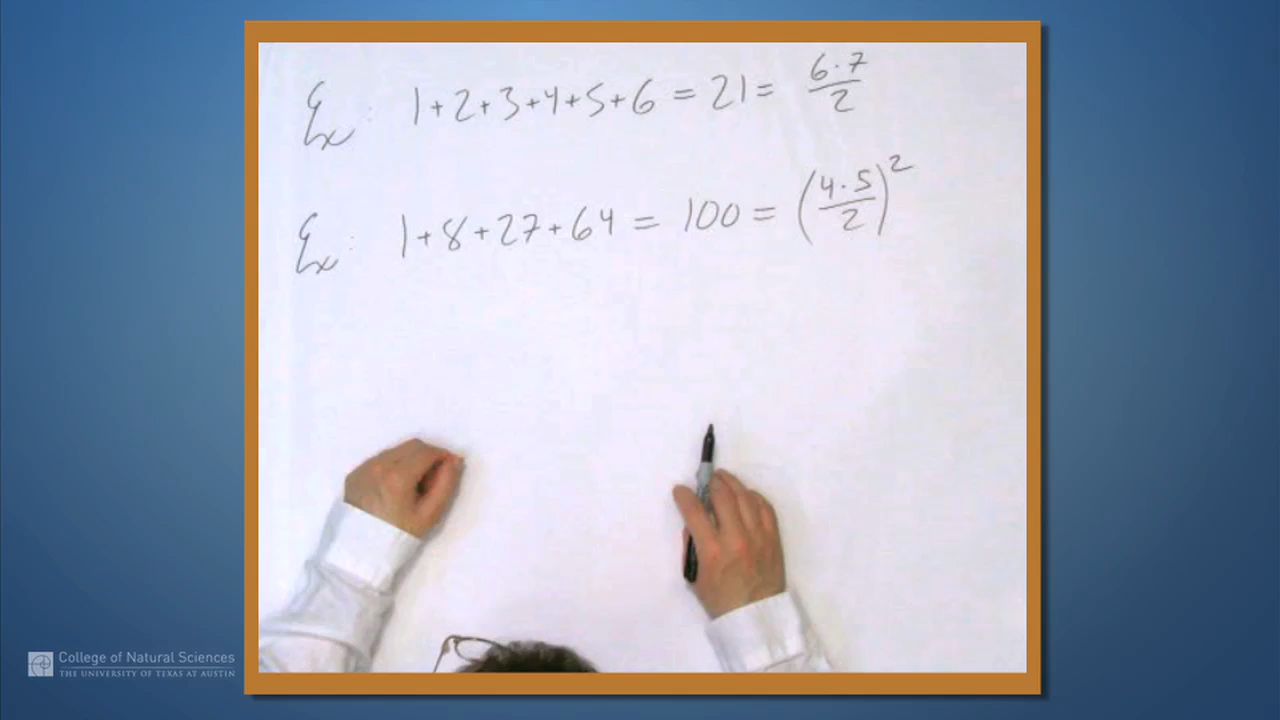 Ex: 1+2+3+4+5+6 = 21 = 6·7/2
Ex: 1+8+27+64 = 100 = (4·5/2)²
College of Natural Sciences
THE UNIVERSITY OF TEXAS AT AUSTIN